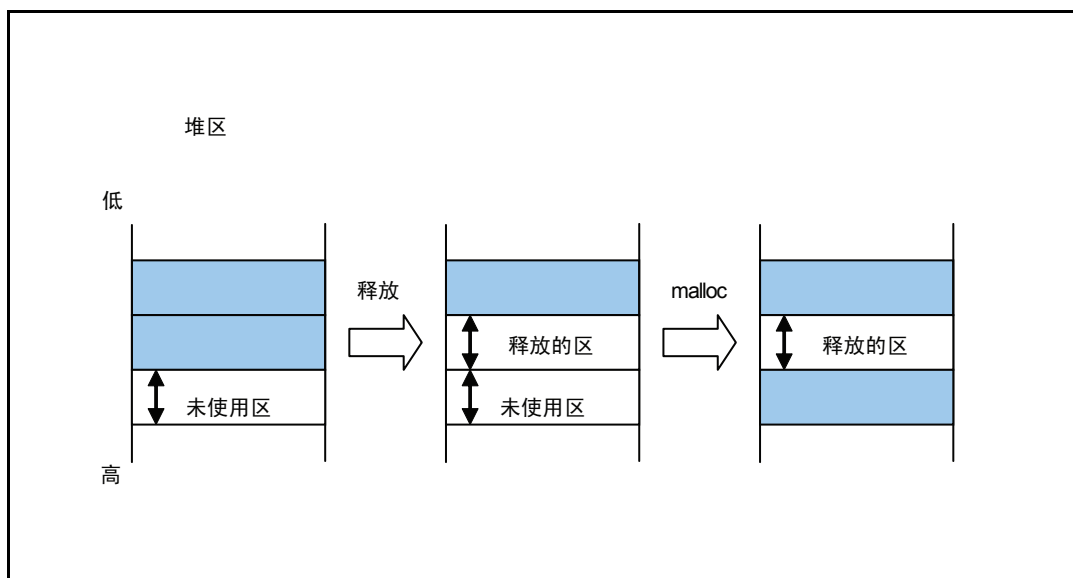 堆区
低
释放
malloc
释放的区
释放的区
未使用区
未使用区
高